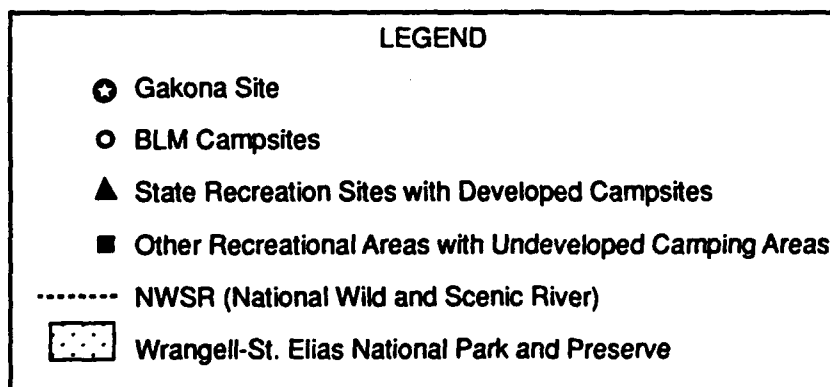 LEGEND
Gakona Site
BLM Campsites
State Recreation Sites with Developed Campsites
Other Recreational Areas with Undeveloped Camping Areas
NWSR (National Wild and Scenic River)
Wrangell-St. Elias National Park and Preserve